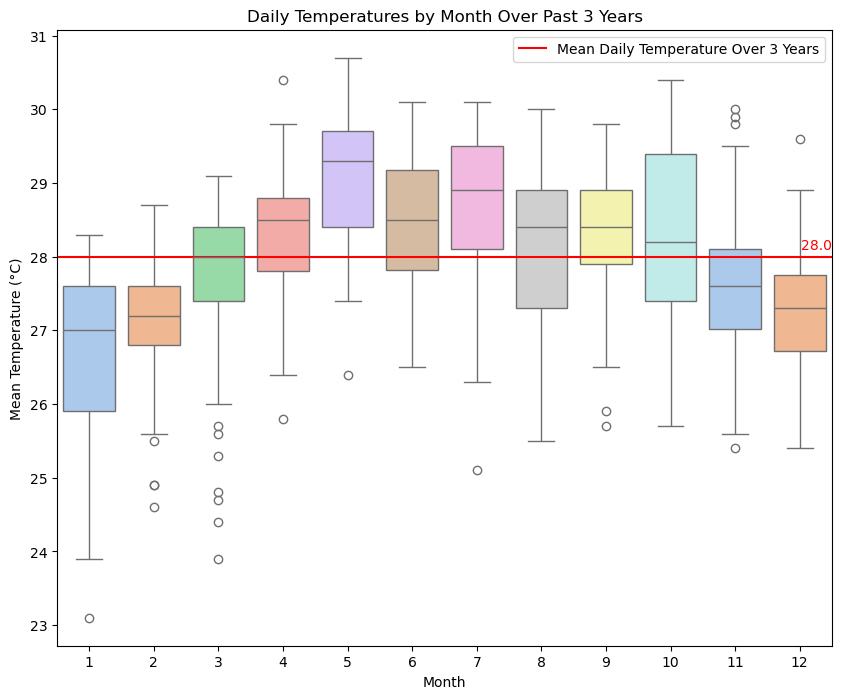 Daily Temperatures by Month Over Past 3 Years
Mean Daily Temperature Over 3 Years
31
30
29
28
27
26
25
24
23
Mean Temperature (°C)
28.0
1 2 3 4 5 6 7 8 9 10 11 12
Month